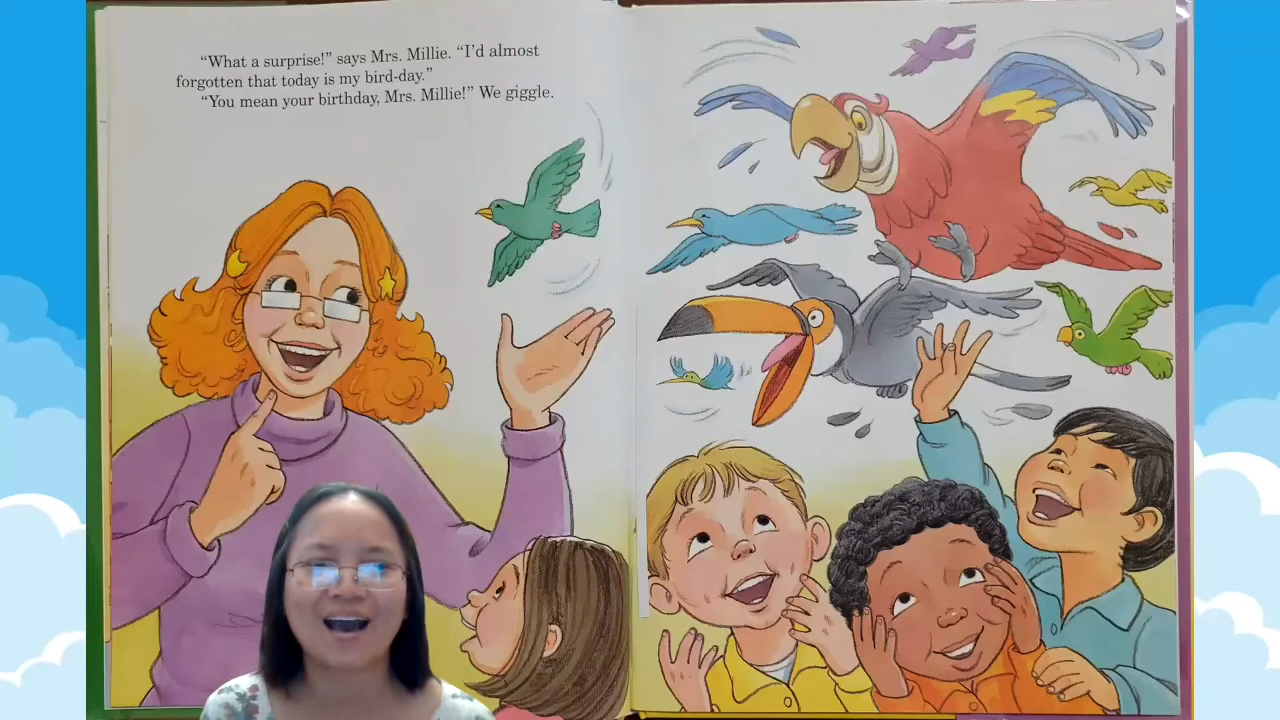 “What a surprise!” says Mrs. Millie. “I’d almost
forgotten that today is my bird-day.”
“You mean your birthday, Mrs. Millie!” We giggle.